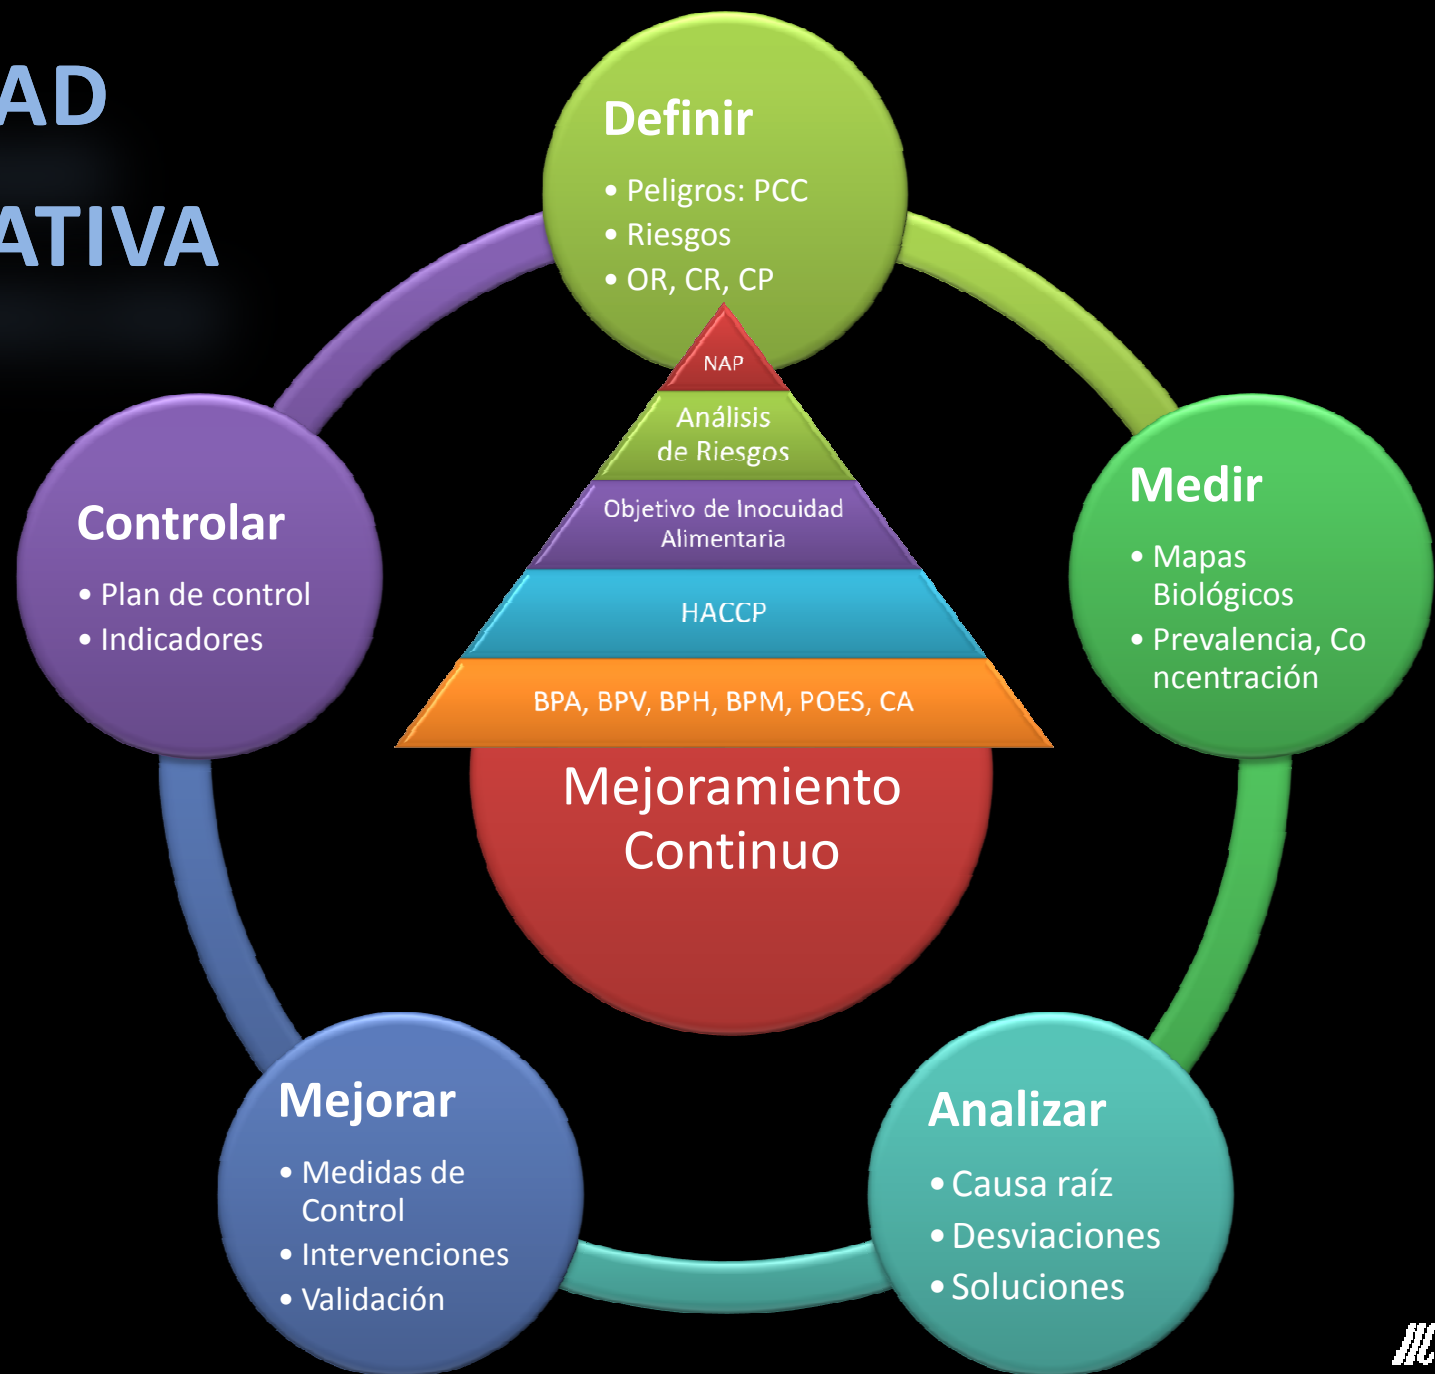 AD
ATIVA
Definir
• Peligros: PCC
• Riesgos
• OR, CR, CP
NAP
Análisis
de Riesgos
Objetivo de Inocuidad
Alimentaria
HACCP
BPA, BPV, BPH, BPM, POES, CA
Mejoramiento
Continuo
Medir
• Mapas
Biológicos
• Prevalencia, Co
ncentración
Analizar
• Causa raíz
• Desviaciones
• Soluciones
Mejorar
• Medidas de
Control
• Intervenciones
• Validación
Controlar
• Plan de control
• Indicadores